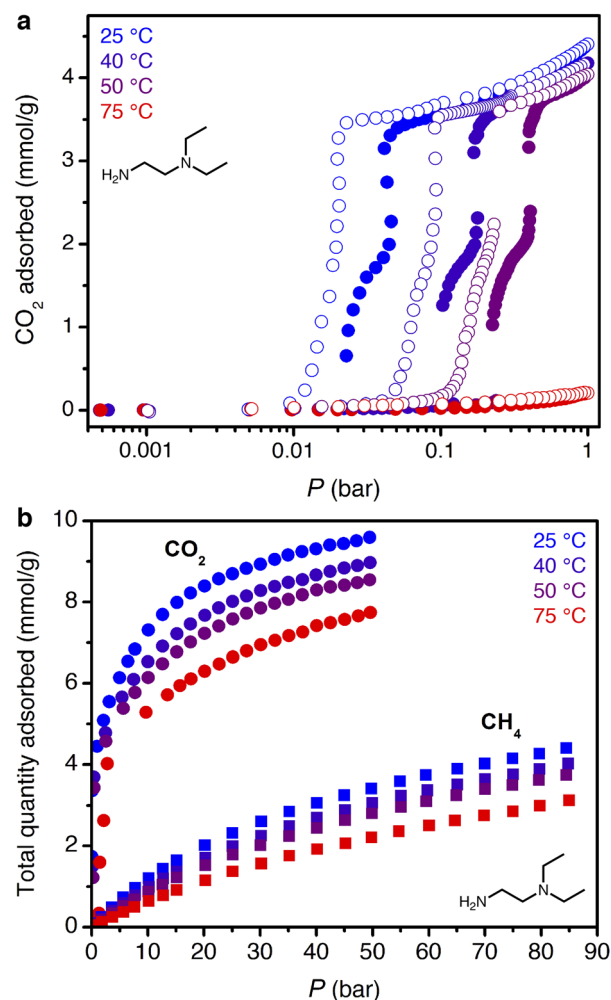 a
25 °C
40 °C
50 °C
75 °C
H₂N
N
CO₂ adsorbed (mmol/g)
4
3
2
1
0
0.001
0.01
0.1
1
P (bar)
b
CO₂
25 °C
40 °C
50 °C
75 °C
CH₄
H₂N
N
Total quantity adsorbed (mmol/g)
10
8
6
4
2
0
0
10
20
30
40
50
60
70
80
90
P (bar)